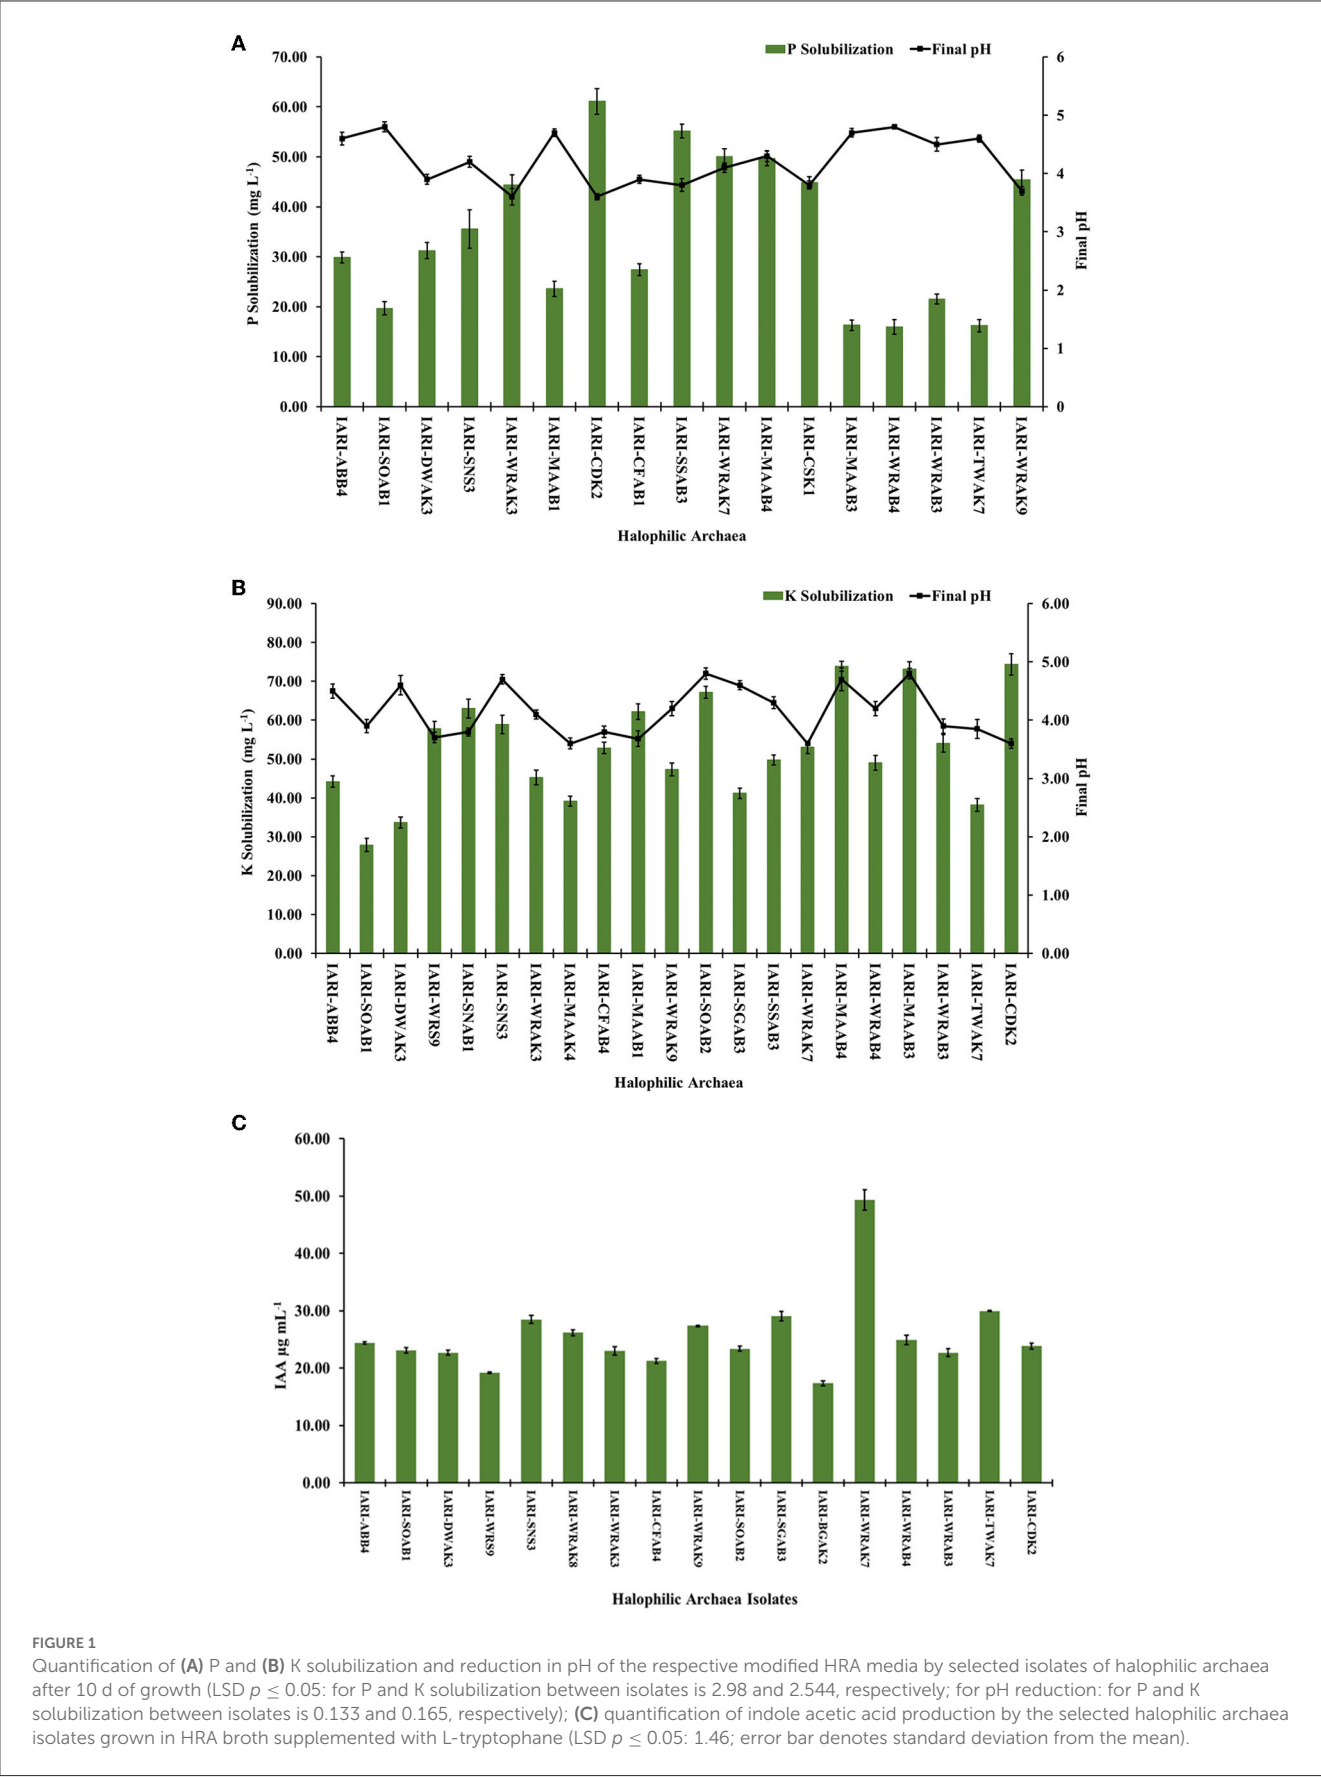 A
P Solubilization
Final pH
70.00
60.00
50.00
40.00
30.00
20.00
10.00
0.00
P Solubilization (mg L-1)
6
5
4
3
2
1
0
Final pH
IARI-ABB4
IARI-SOAB1
IARI-DWAK3
IARI-SNS3
IARI-WRAK3
IARI-MAAB1
IARI-CDK2
IARI-CFAB1
IARI-SSAB3
IARI-WRAK7
IARI-MAAB4
IARI-CSK1
IARI-MAAB3
IARI-WRAB4
IARI-WRAB3
IARI-TWAK7
IARI-WRAK9
Halophilic Archaea
B
K Solubilization
Final pH
90.00
80.00
70.00
60.00
50.00
40.00
30.00
20.00
10.00
0.00
K Solubilization (mg L-1)
6.00
5.00
4.00
3.00
2.00
1.00
0.00
Final pH
IARI-ABB4
IARI-SOAB1
IARI-DWAK3
IARI-WRS9
IARI-SNAB1
IARI-SNS3
IARI-WRAK3
IARI-MAAK4
IARI-CFAB4
IARI-MAAB1
IARI-WRAK9
IARI-SOAB2
IARI-SGAB3
IARI-SSAB3
IARI-WRAK7
IARI-MAAB4
IARI-WRAB4
IARI-MAAB3
IARI-WRAB3
IARI-TWAK7
IARI-CDK2
Halophilic Archaea
C
60.00
50.00
40.00
30.00
20.00
10.00
0.00
IAA µg mL-1
IARI-ABB4
IARI-SOAB1
IARI-DWAK3
IARI-WRS9
IARI-SNS3
IARI-WRAK8
IARI-WRAK3
IARI-CFAB4
IARI-WRAK9
IARI-SOAB2
IARI-SGAB3
IARI-BGAK2
IARI-WRAK7
IARI-WRAB4
IARI-WRAB3
IARI-TWAK7
IARI-CDK2
Halophilic Archaea Isolates
FIGURE 1
Quantification of (A) P and (B) K solubilization and reduction in pH of the respective modified HRA media by selected isolates of halophilic archaea
after 10 d of growth (LSD p ≤ 0.05: for P and K solubilization between isolates is 2.98 and 2.544, respectively; for pH reduction: for P and K
solubilization between isolates is 0.133 and 0.165, respectively); (C) quantification of indole acetic acid production by the selected halophilic archaea
isolates grown in HRA broth supplemented with L-tryptophane (LSD p ≤ 0.05: 1.46; error bar denotes standard deviation from the mean).